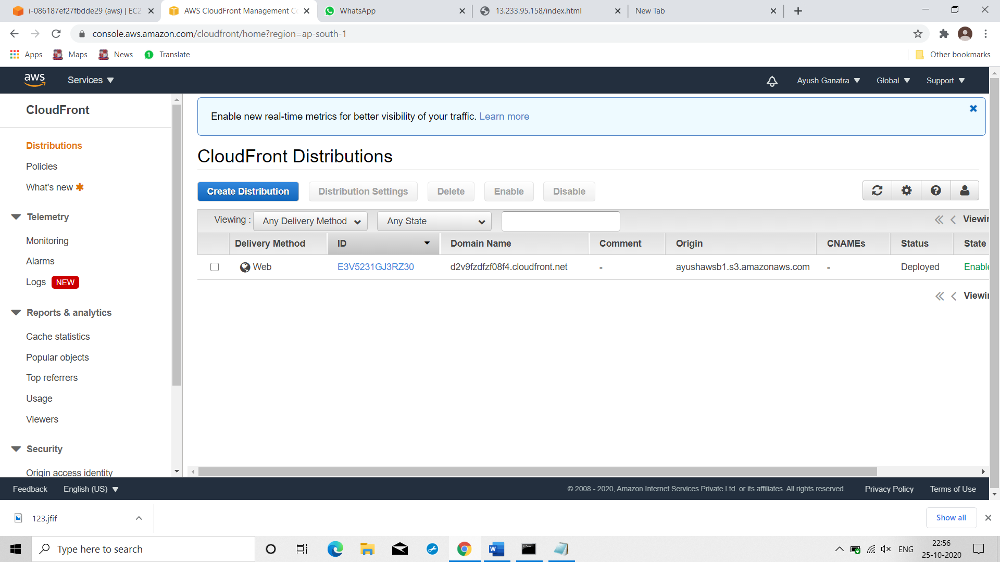 i-086187ef27fbdde29 (aws) | EC2
AWS CloudFront Management Co
WhatsApp
13.233.95.158/index.html
New Tab
console.aws.amazon.com/cloudfront/home?region=ap-south-1
Apps
Maps
News
1
Translate
Other bookmarks
aws
Services
Ayush Ganatra
Global
Support
CloudFront
Distributions
Policies
What's new
Telemetry
Monitoring
Alarms
Logs NEW
Reports & analytics
Cache statistics
Popular objects
Top referrers
Usage
Viewers
Security
Origin access identity
Enable new real-time metrics for better visibility of your traffic. Learn more
CloudFront Distributions
Create Distribution
Distribution Settings
Delete
Enable
Disable
Viewing :
Any Delivery Method
Any State
Viewin
Delivery Method
ID
Domain Name
Comment
Origin
CNAMEs
Status
State
Web
E3V5231GJ3RZ30
d2v9fzdfzf08f4.cloudfront.net
-
ayushawsb1.s3.amazonaws.com
-
Deployed
Enable
Viewin
Feedback
English (US)
© 2008 - 2020, Amazon Internet Services Private Ltd. or its affiliates. All rights reserved.
Privacy Policy
Terms of Use
123.jfif
Show all
Type here to search
ENG
22:56
25-10-2020